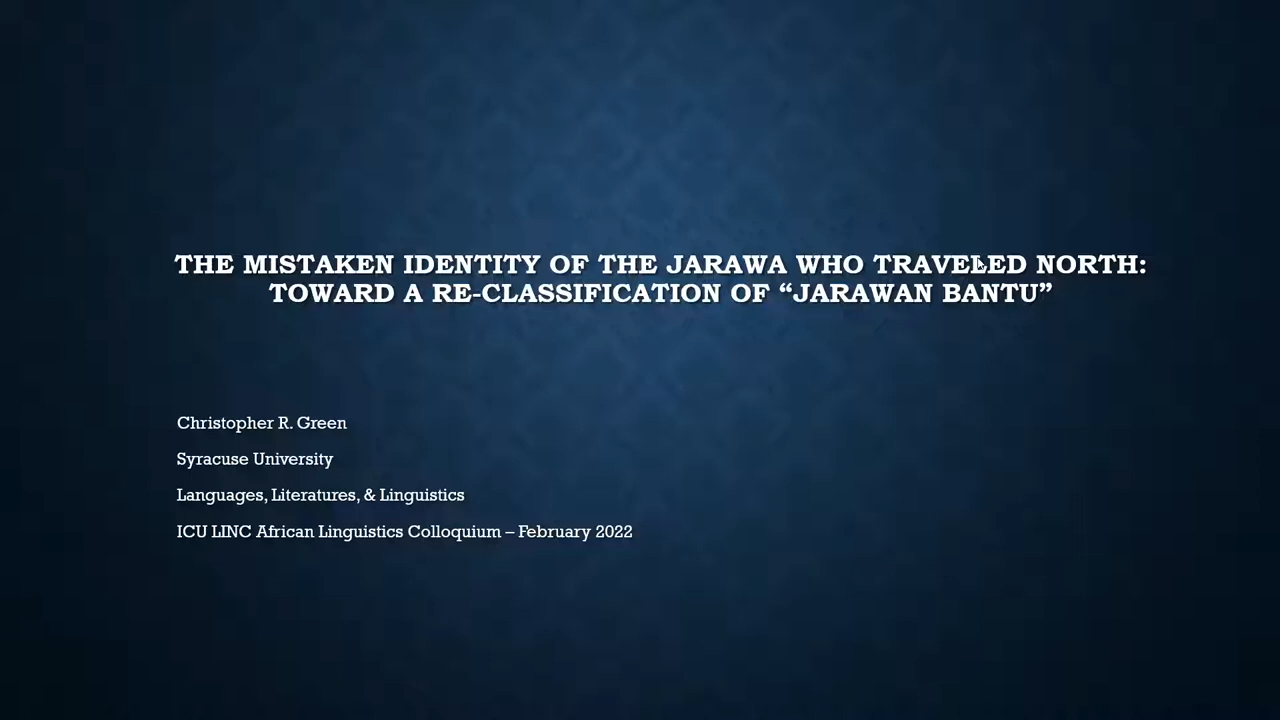 THE MISTAKEN IDENTITY OF THE JARAWA WHO TRAVELED NORTH:
TOWARD A RE-CLASSIFICATION OF “JARAWAN BANTU”
Christopher R. Green
Syracuse University
Languages, Literatures, & Linguistics
ICU LINC African Linguistics Colloquium – February 2022